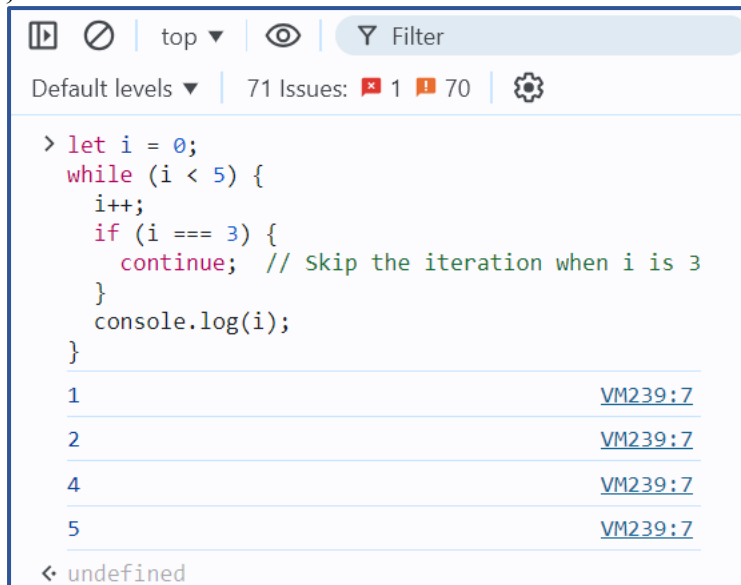 top ▼ Filter
Default levels ▼ 71 Issues: 1 70
> let i = 0;
while (i < 5) {
  i++;
  if (i === 3) {
    continue;  // Skip the iteration when i is 3
  }
  console.log(i);
}
1 VM239:7
2 VM239:7
4 VM239:7
5 VM239:7
undefined